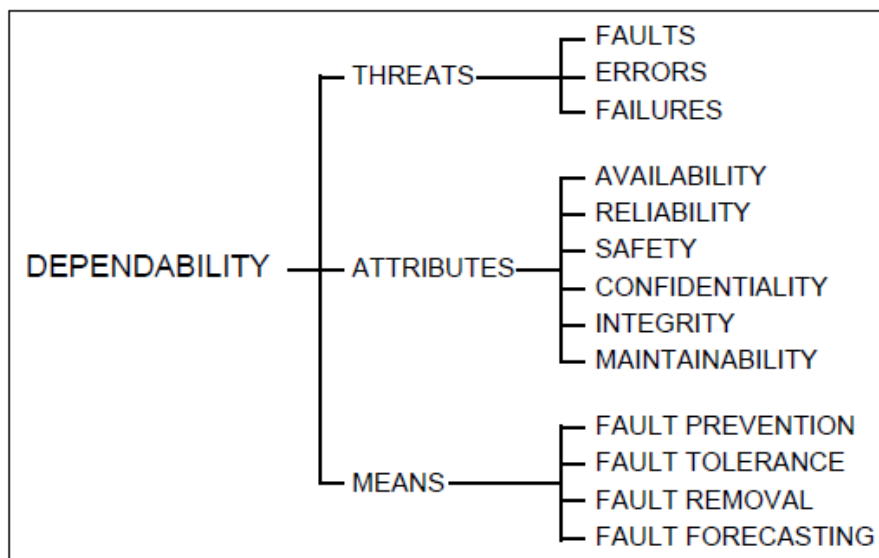 FAULTS
THREATS
ERRORS
FAILURES
AVAILABILITY
RELIABILITY
SAFETY
DEPENDABILITY
ATTRIBUTES
CONFIDENTIALITY
INTEGRITY
MAINTAINABILITY
FAULT PREVENTION
FAULT TOLERANCE
MEANS
FAULT REMOVAL
FAULT FORECASTING